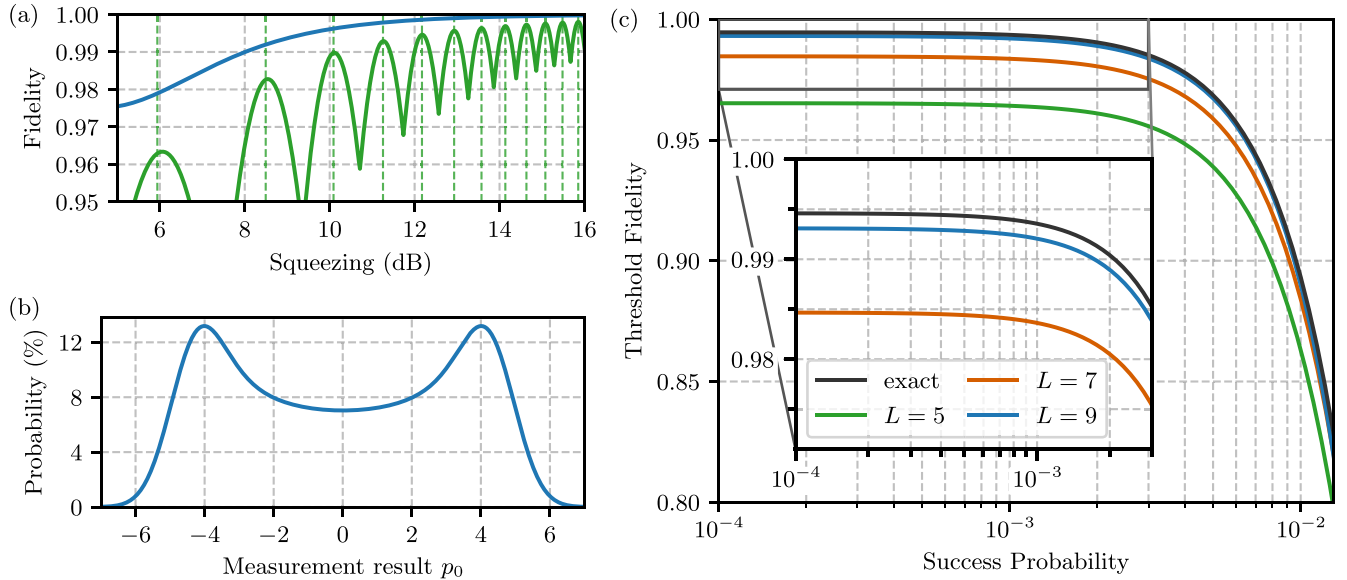 (a)
1.00
0.99
0.98
0.97
0.96
0.95
Fidelity
6
8
10
12
14
16
Squeezing (dB)
(b)
12
8
4
0
Probability (%)
−6
−4
−2
0
2
4
6
Measurement result p₀
(c)
1.00
0.95
0.90
0.85
0.80
Threshold Fidelity
10⁻⁴
10⁻³
10⁻²
Success Probability
1.00
0.99
0.98
10⁻⁴
10⁻³
exact
L = 5
L = 7
L = 9